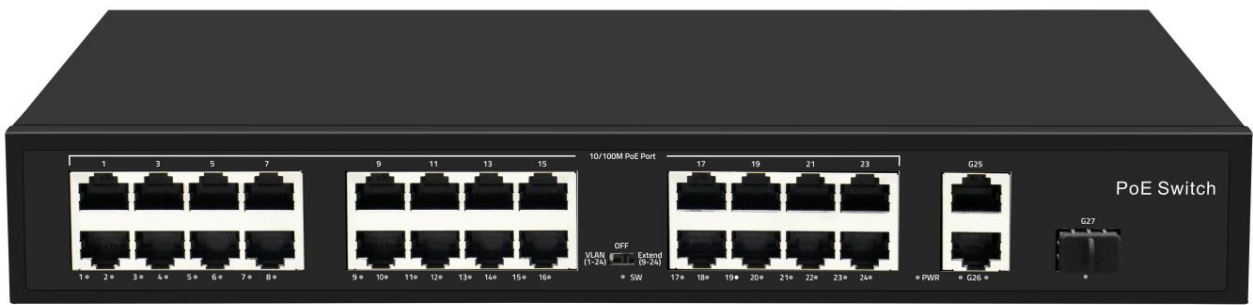 10/100M PoE Port
1 3 5 7 9 11 13 15 17 19 21 23 G25
PoE Switch
G27
OFF
VLAN Extend
(1-24) (9-24)
1 2 3 4 5 6 7 8 9 10 11 12 13 14 15 16 SW 17 18 19 20 21 22 23 24 PWR G26